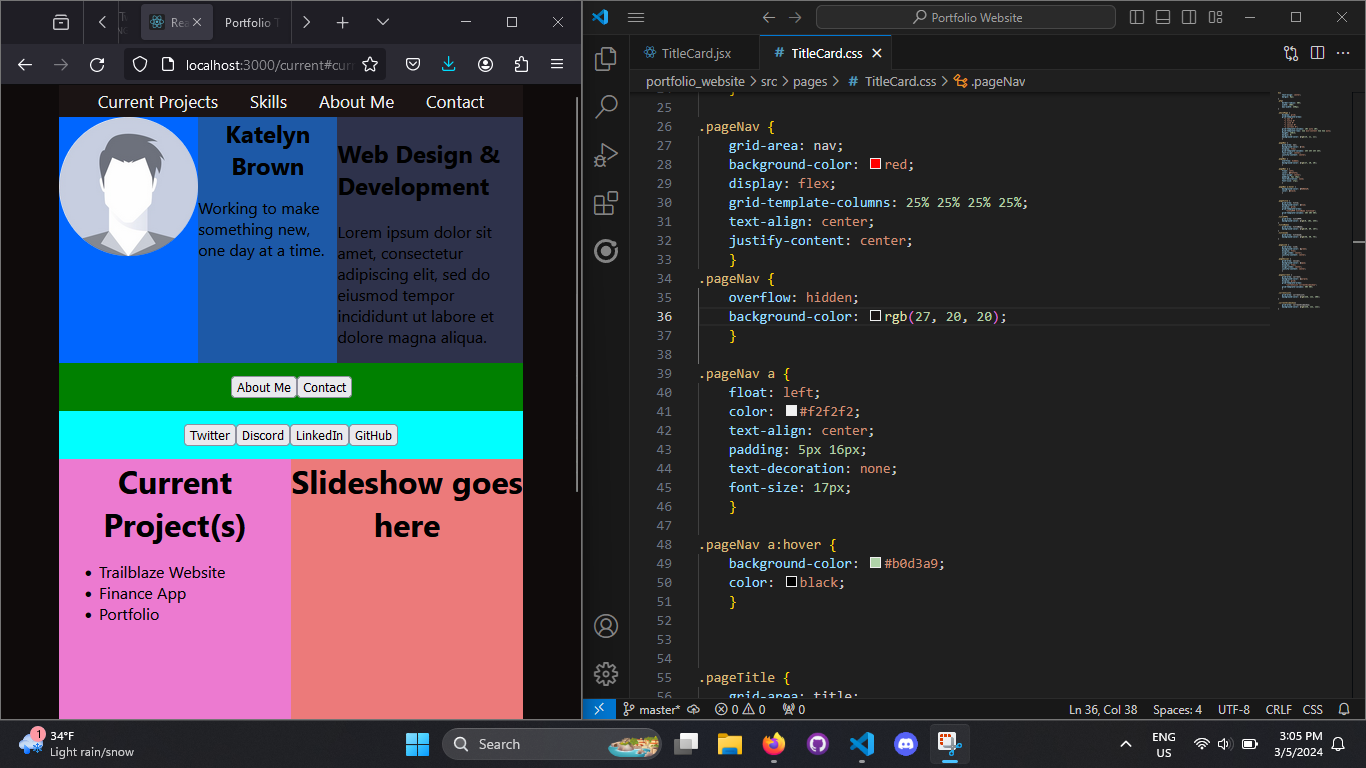 Rea
Portfolio T
localhost:3000/current#curr
Current Projects Skills About Me Contact
Katelyn
Brown
Working to make
something new,
one day at a time.
Web Design &
Development
Lorem ipsum dolor sit
amet, consectetur
adipiscing elit, sed do
eiusmod tempor
incididunt ut labore et
dolore magna aliqua.
About Me Contact
Twitter Discord LinkedIn GitHub
Current
Project(s)
Trailblaze Website
Finance App
Portfolio
Slideshow goes
here
Portfolio Website
TitleCard.jsx
# TitleCard.css
portfolio_website > src > pages > # TitleCard.css > .pageNav
25
26 .pageNav {
27 grid-area: nav;
28 background-color: red;
29 display: flex;
30 grid-template-columns: 25% 25% 25% 25%;
31 text-align: center;
32 justify-content: center;
33 }
34 .pageNav {
35 overflow: hidden;
36 background-color: rgb(27, 20, 20);
37 }
38
39 .pageNav a {
40 float: left;
41 color: #f2f2f2;
42 text-align: center;
43 padding: 5px 16px;
44 text-decoration: none;
45 font-size: 17px;
46 }
47
48 .pageNav a:hover {
49 background-color: #b0d3a9;
50 color: black;
51 }
52
53
54
55 .pageTitle {
56 grid-area: title;
master* 0 0 0
Ln 36, Col 38 Spaces: 4 UTF-8 CRLF CSS
1
34°F
Light rain/snow
Search
ENG
US
3:05 PM
3/5/2024